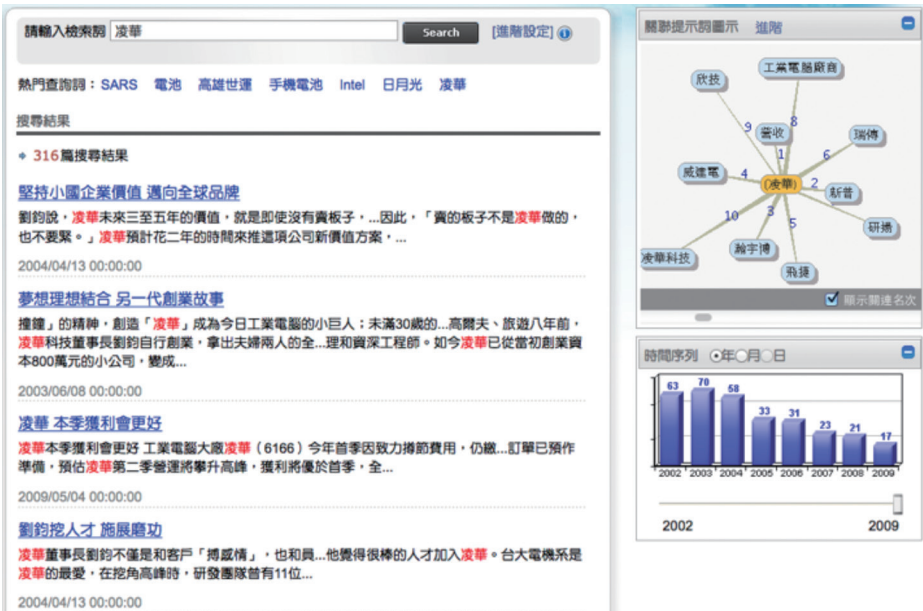 請輸入檢索詞 凌華 Search [進階設定]
熱門查詢詞：SARS 電池 高雄世運 手機電池 Intel 日月光 凌華
搜尋結果
316篇搜尋結果
堅持小國企業價值 邁向全球品牌
劉鈞說，凌華未來三至五年的價值，就是即使沒有賣板子，...因此，「賣的板子不是凌華做的，
也不要緊。」凌華預計花二年的時間來推這項公司新價值方案，...
2004/04/13 00:00:00
夢想理想結合 另一代創業故事
撞鐘」的精神，創造「凌華」成為今日工業電腦的小巨人；未滿30歲的...高爾夫、旅遊八年前，
凌華科技董事長劉鈞自行創業，拿出夫婦兩人的全...理和資深工程師。如今凌華已從當初創業資
本800萬元的小公司，變成...
2003/06/08 00:00:00
凌華 本季獲利會更好
凌華本季獲利會更好 工業電腦大廠凌華（6166）今年首季因致力撙節費用，仍繳...訂單已預作
準備，預估凌華第二季營運將攀升高峰，獲利將優於首季，全...
2009/05/04 00:00:00
劉鈞挖人才 施展磨功
凌華董事長劉鈞不僅是和客戶「搏感情」，也和員...他覺得很棒的人才加入凌華。台大電機系是
凌華的最愛，在挖角高峰時，研發團隊曾有11位...
2004/04/13 00:00:00
關聯提示詞圖示 進階
工業電腦廠商
欣技
8
9
營收
瑞傳
1
6
威達電
4
(凌華)
2
新普
10
3
5
研揚
瀚宇博
凌華科技
飛捷
顯示關連名次
時間序列 年 月 日
63 70 58 33 31 23 21 17
2002 2003 2004 2005 2006 2007 2008 2009
2002 2009